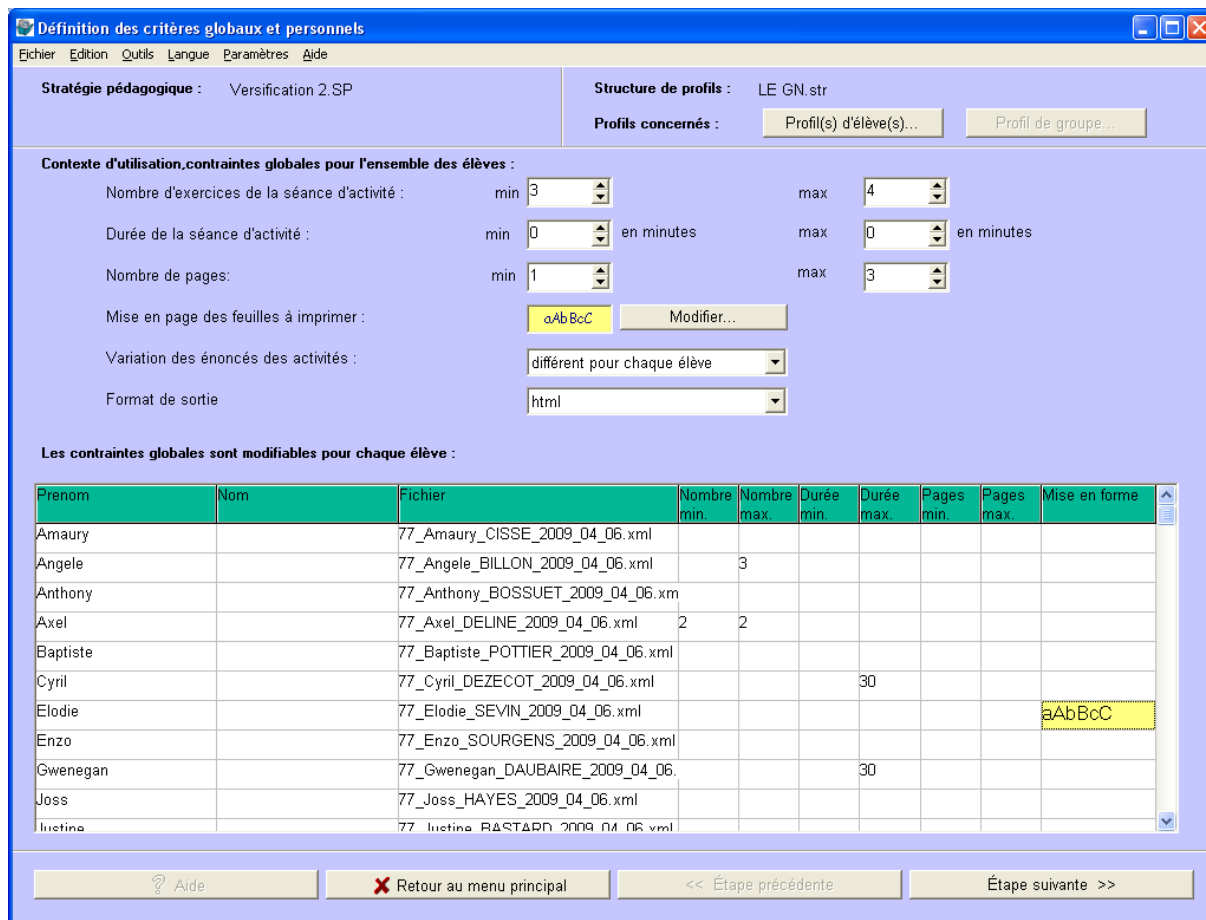 Définition des critères globaux et personnels
Fichier Edition Outils Langue Paramètres Aide
Stratégie pédagogique : Versification 2.SP
Structure de profils : LE GN.str
Profils concernés : Profil(s) d'élève(s)... Profil de groupe...
Contexte d'utilisation,contraintes globales pour l'ensemble des élèves :
Nombre d'exercices de la séance d'activité : min 3 max 4
Durée de la séance d'activité : min 0 en minutes max 0 en minutes
Nombre de pages: min 1 max 3
Mise en page des feuilles à imprimer : aAbBcC Modifier...
Variation des énoncés des activités : différent pour chaque élève
Format de sortie html
Les contraintes globales sont modifiables pour chaque élève :
Prenom Nom Fichier Nombre min. Nombre max. Durée min. Durée max. Pages min. Pages max. Mise en forme
Amaury 77_Amaury_CISSE_2009_04_06.xml
Angele 77_Angele_BILLON_2009_04_06.xml 3
Anthony 77_Anthony_BOSSUET_2009_04_06.xm
Axel 77_Axel_DELINE_2009_04_06.xml 2 2
Baptiste 77_Baptiste_POTTIER_2009_04_06.xml
Cyril 77_Cyril_DEZECOT_2009_04_06.xml 30
Elodie 77_Elodie_SEVIN_2009_04_06.xml aAbBcC
Enzo 77_Enzo_SOURGENS_2009_04_06.xml
Gwenegan 77_Gwenegan_DAUBAIRE_2009_04_06. 30
Joss 77_Joss_HAYES_2009_04_06.xml
Justine 77_Justine_BASTARD_2009_04_06.xml
? Aide Retour au menu principal << Étape précédente Étape suivante >>